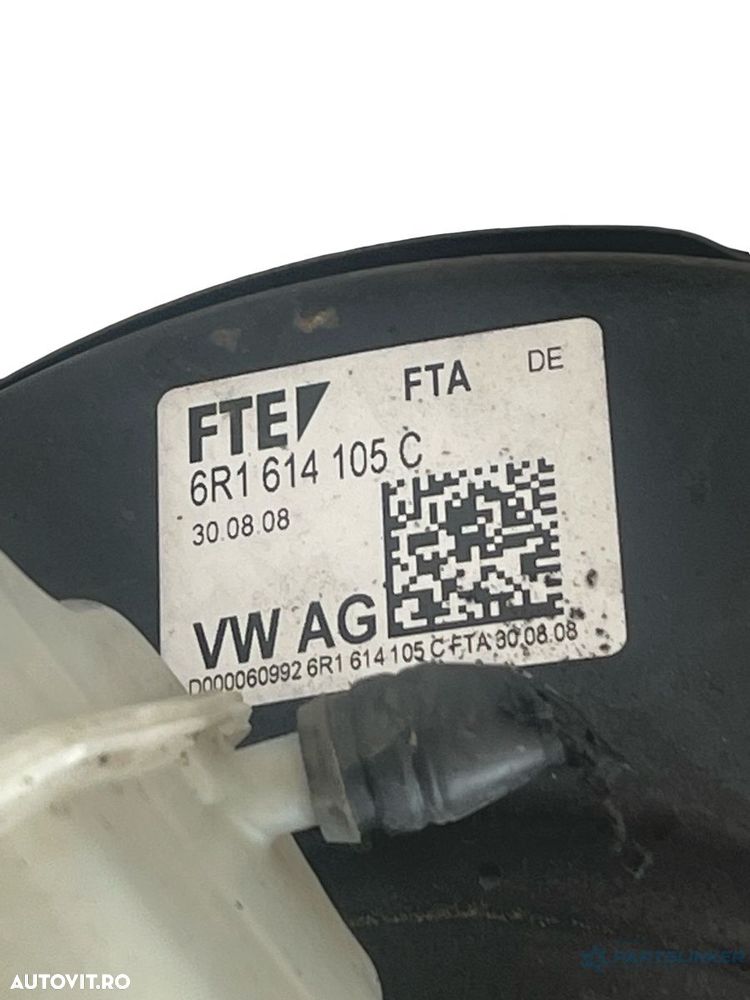 FTE FTA DE
6R1 614 105 C
30.08.08
VW AG
D000060992 6R1 614 105 C FTA 30.08.08
PARTSLINKER
AUTOVIT.RO